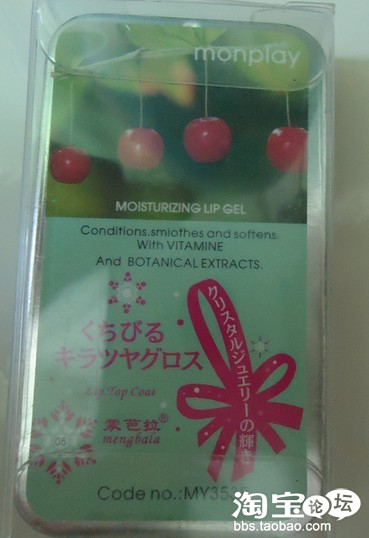 monplay
MOISTURIZING LIP GEL
Conditions.smiothes and softens.
With VITAMINE
And BOTANICAL EXTRACTS.
くちびる
キラツヤグロス
クリスタルジュエリーの輝き
Lip Top Coat
蒙芭拉®
mengbala
05
Code no.:MY3535
淘宝论坛
bbs.taobao.com